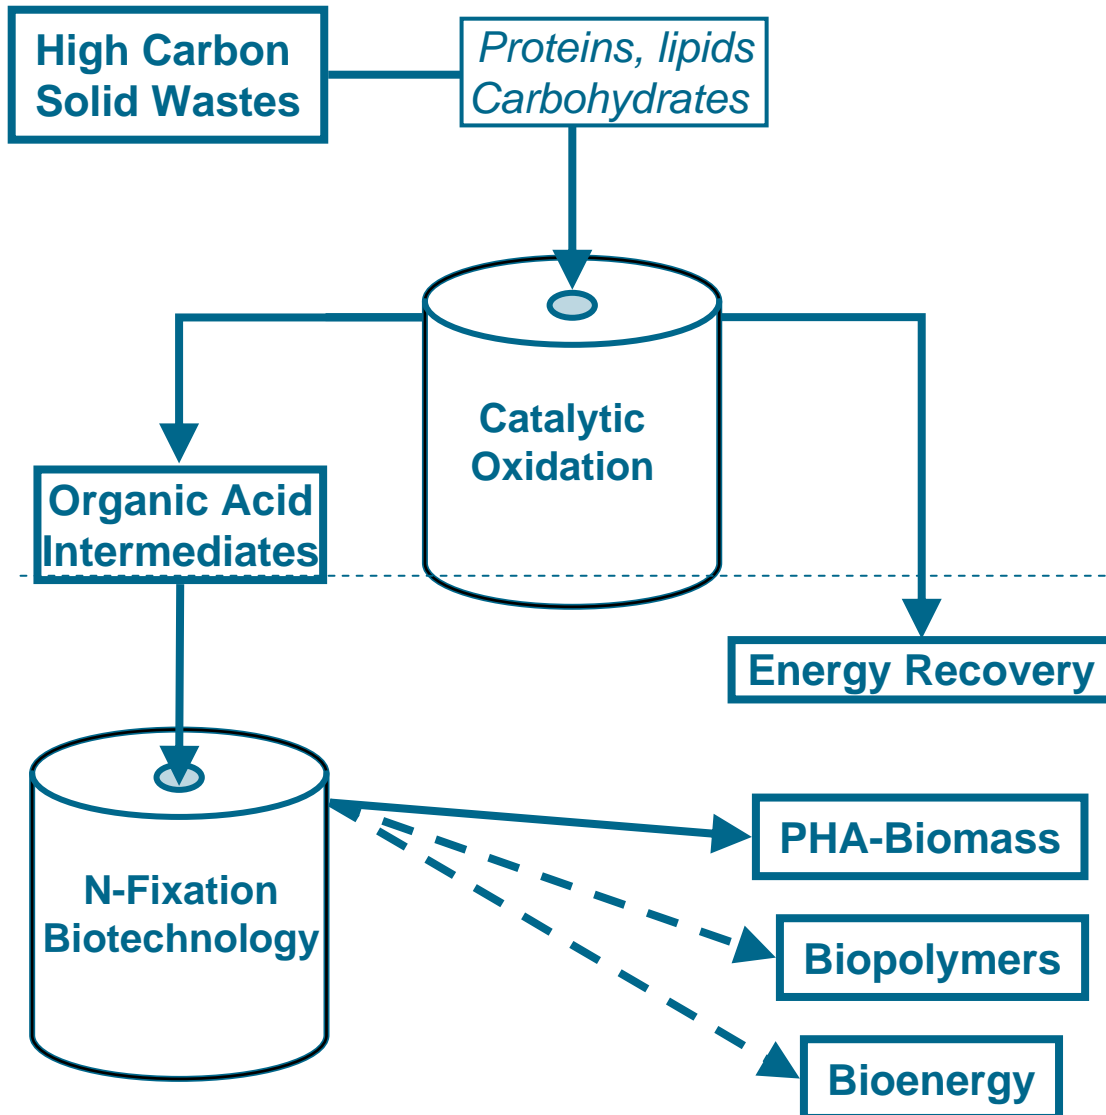 High Carbon
Solid Wastes
Proteins, lipids
Carbohydrates
Catalytic
Oxidation
Organic Acid
Intermediates
Energy Recovery
N-Fixation
Biotechnology
PHA-Biomass
Biopolymers
Bioenergy